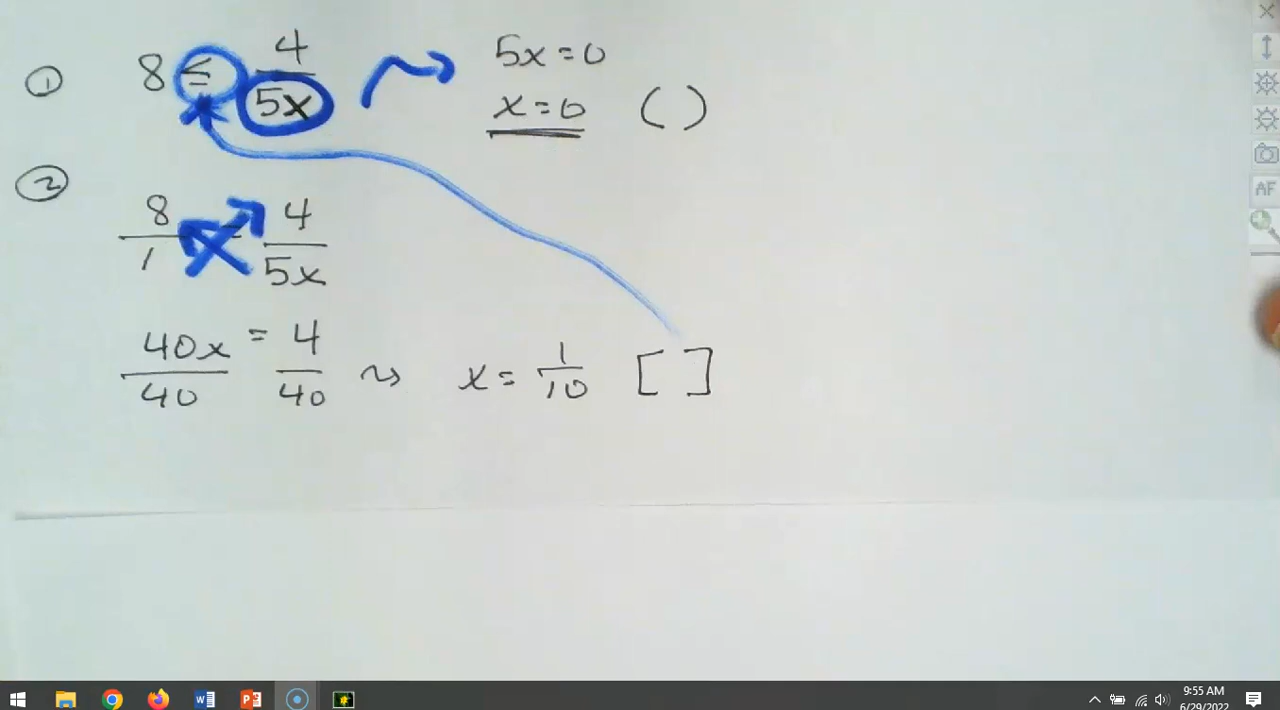 ① 8 ≤ 4/5x 5x = 0
x = 0 ( )
②
8/1 = 4/5x
40x/40 = 4/40 ⤳ x = 1/10 [ ]
AF
9:55 AM
6/29/2022